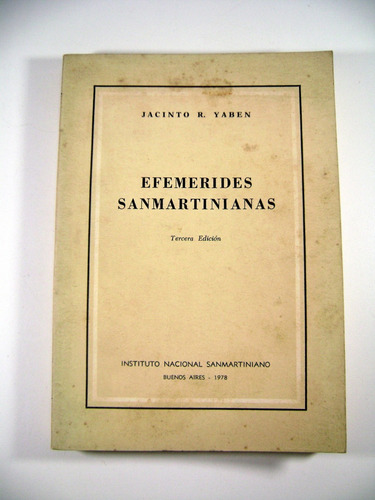 JACINTO R. YABEN
EFEMERIDES
SANMARTINIANAS
Tercera Edición
INSTITUTO NACIONAL SANMARTINIANO
BUENOS AIRES - 1978